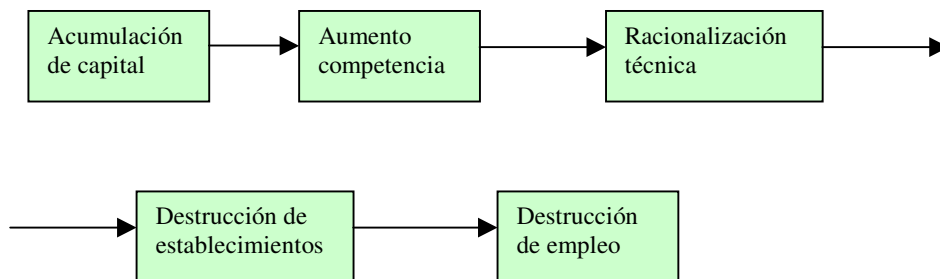 Acumulación
de capital
Aumento
competencia
Racionalización
técnica
Destrucción de
establecimientos
Destrucción
de empleo